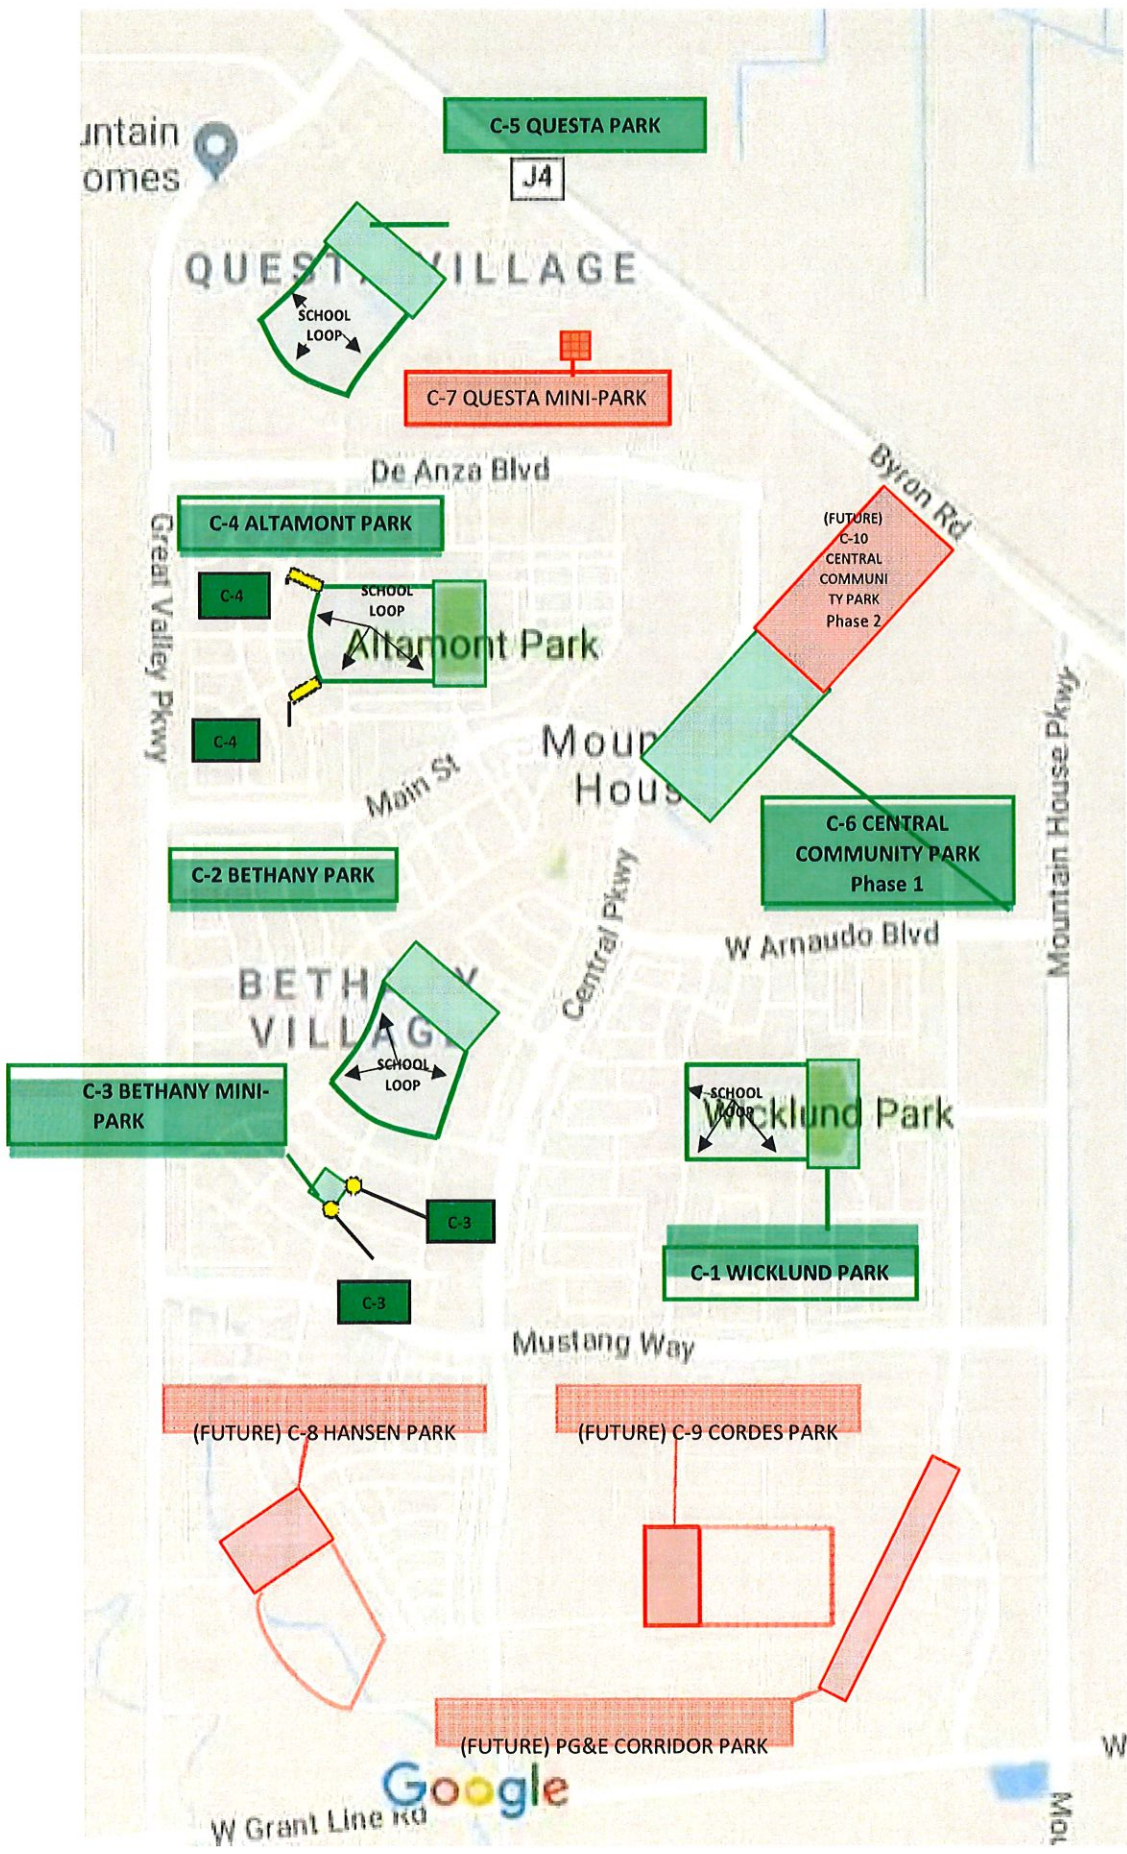 untain
omes
C-5 QUESTA PARK
J4
QUEST VILLAGE
SCHOOL
LOOP
C-7 QUESTA MINI-PARK
De Anza Blvd
Byron Rd
C-4 ALTAMONT PARK
Great Valley Pkwy
(FUTURE)
C-10
CENTRAL
COMMUNI
TY PARK
Phase 2
C-4
SCHOOL
LOOP
Altamont Park
C-4
Moun
Hous
Main St
Mountain House Pkwy
C-6 CENTRAL
COMMUNITY PARK
Phase 1
C-2 BETHANY PARK
Central Pkwy
W Arnaudo Blvd
BETH Y
VILLAG
SCHOOL
LOOP
C-3 BETHANY MINI-
PARK
SCHOOL
LOOP
Wicklund Park
C-3
C-3
C-1 WICKLUND PARK
Mustang Way
(FUTURE) C-8 HANSEN PARK
(FUTURE) C-9 CORDES PARK
(FUTURE) PG&E CORRIDOR PARK
W
Google
W Grant Line Rd
Mou